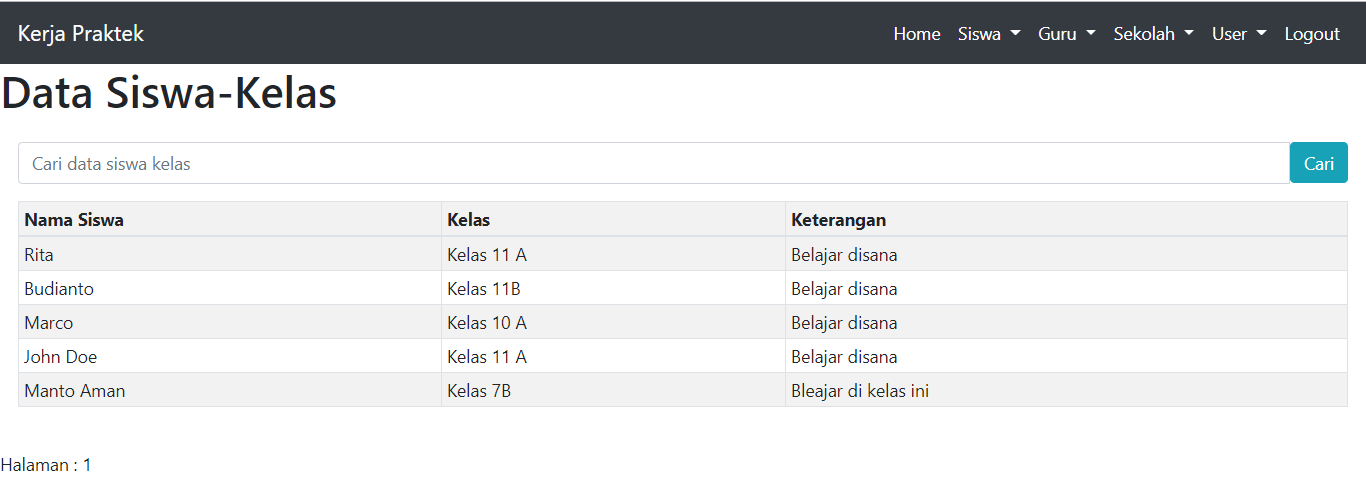 Kerja Praktek Home Siswa Guru Sekolah User Logout
Data Siswa-Kelas
Cari data siswa kelas Cari
Nama Siswa Kelas Keterangan
Rita Kelas 11 A Belajar disana
Budianto Kelas 11B Belajar disana
Marco Kelas 10 A Belajar disana
John Doe Kelas 11 A Belajar disana
Manto Aman Kelas 7B Bleajar di kelas ini
Halaman : 1